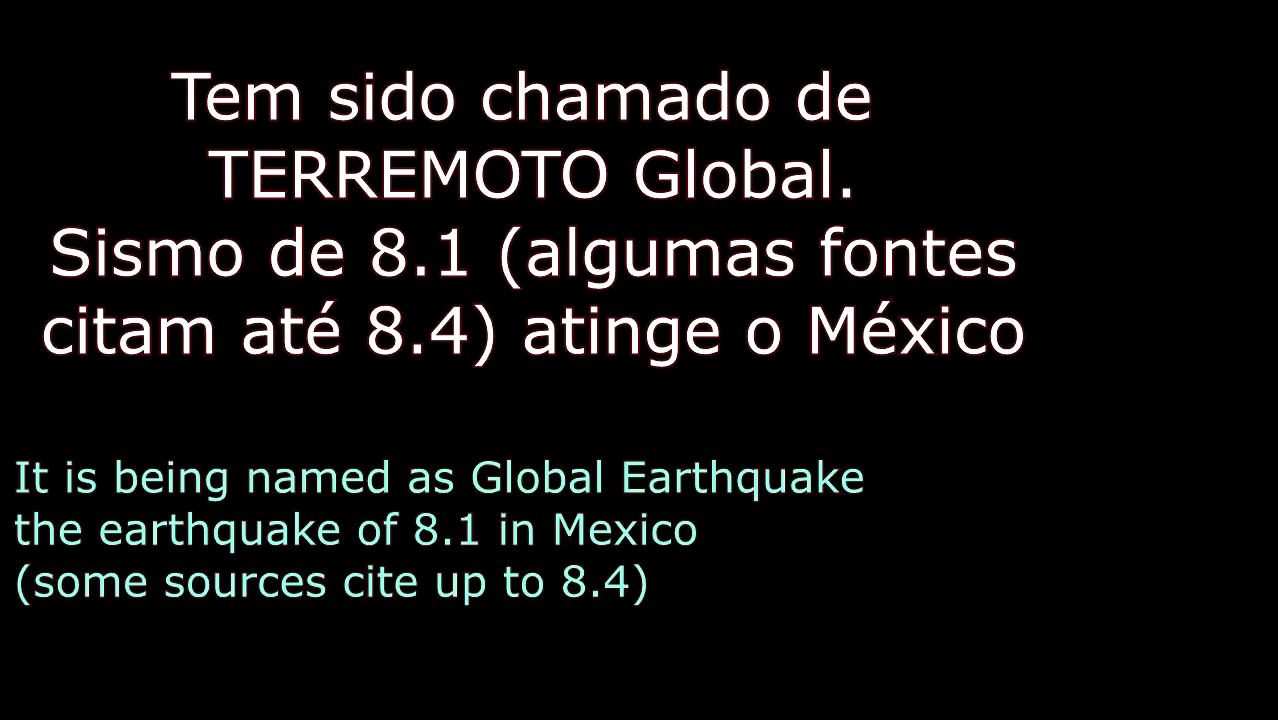 Tem sido chamado de
TERREMOTO Global.
Sismo de 8.1 (algumas fontes
citam até 8.4) atinge o México
It is being named as Global Earthquake
the earthquake of 8.1 in Mexico
(some sources cite up to 8.4)